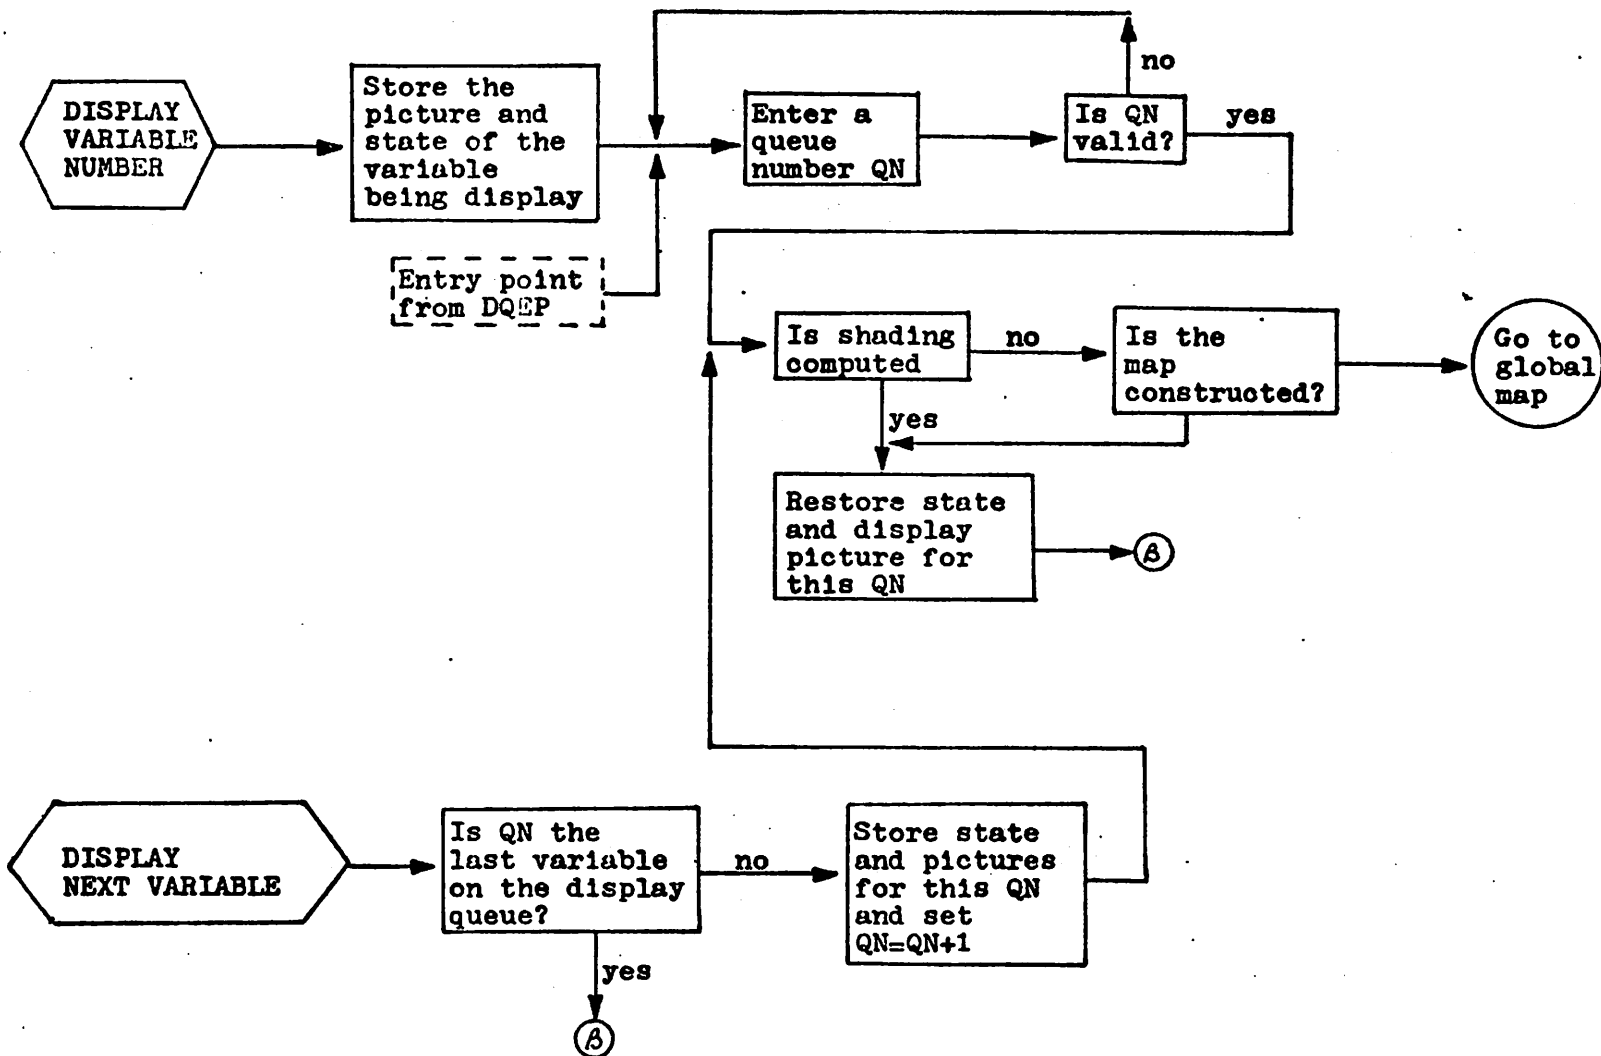 no
DISPLAY
VARIABLE
NUMBER
Store the
picture and
state of the
variable
being display
Enter a
queue
number QN
Is QN
valid?
yes
Entry point
from DQEP
Is shading
computed
no
Is the
map
constructed?
Go to
global
map
yes
Restore state
and display
picture for
this QN
β
DISPLAY
NEXT VARIABLE
Is QN the
last variable
on the display
queue?
no
Store state
and pictures
for this QN
and set
QN=QN+1
yes
β